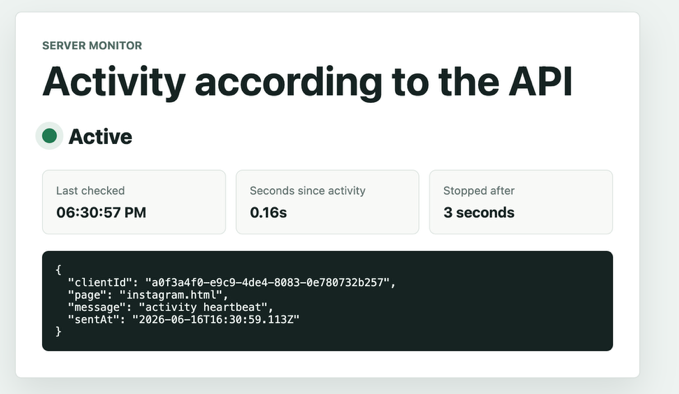 SERVER MONITOR
Activity according to the API
Active
Last checked
06:30:57 PM
Seconds since activity
0.16s
Stopped after
3 seconds
{
  "clientId": "a0f3a4f0-e9c9-4de4-8083-0e780732b257",
  "page": "instagram.html",
  "message": "activity heartbeat",
  "sentAt": "2026-06-16T16:30:59.113Z"
}